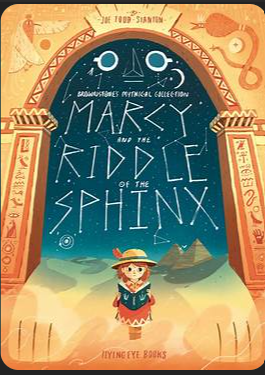 JOE TODD-STANTON
BROWNSTONE'S MYTHICAL COLLECTION
MARCY
AND THE
RIDDLE
OF THE
SPHINX
FLYING EYE BOOKS